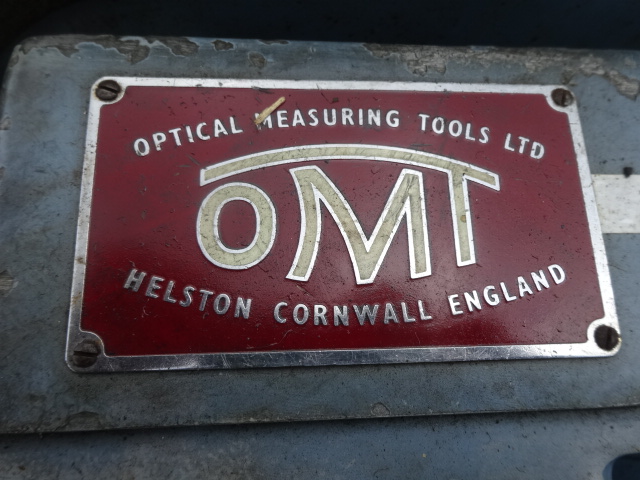 OPTICAL MEASURING TOOLS LTD
OMT
HELSTON CORNWALL ENGLAND